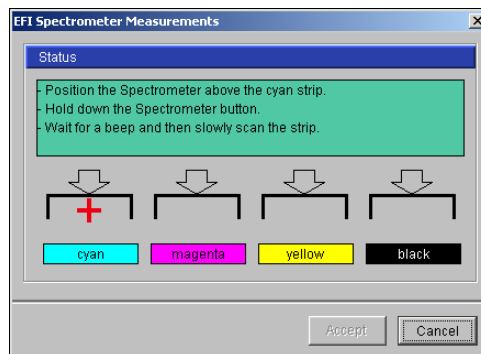 EFI Spectrometer Measurements
Status
- Position the Spectrometer above the cyan strip.
- Hold down the Spectrometer button.
- Wait for a beep and then slowly scan the strip.
cyan magenta yellow black
Accept Cancel